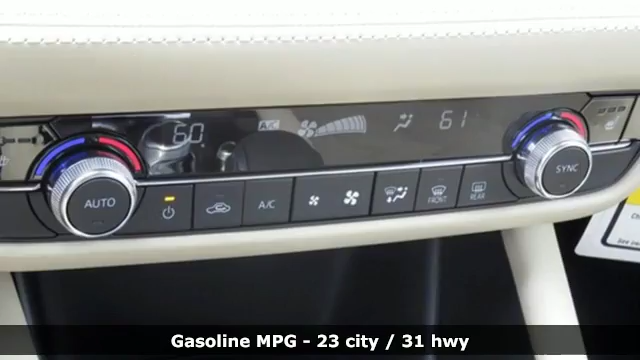 60 A/C 61
AUTO A/C FRONT REAR SYNC
Gasoline MPG - 23 city / 31 hwy